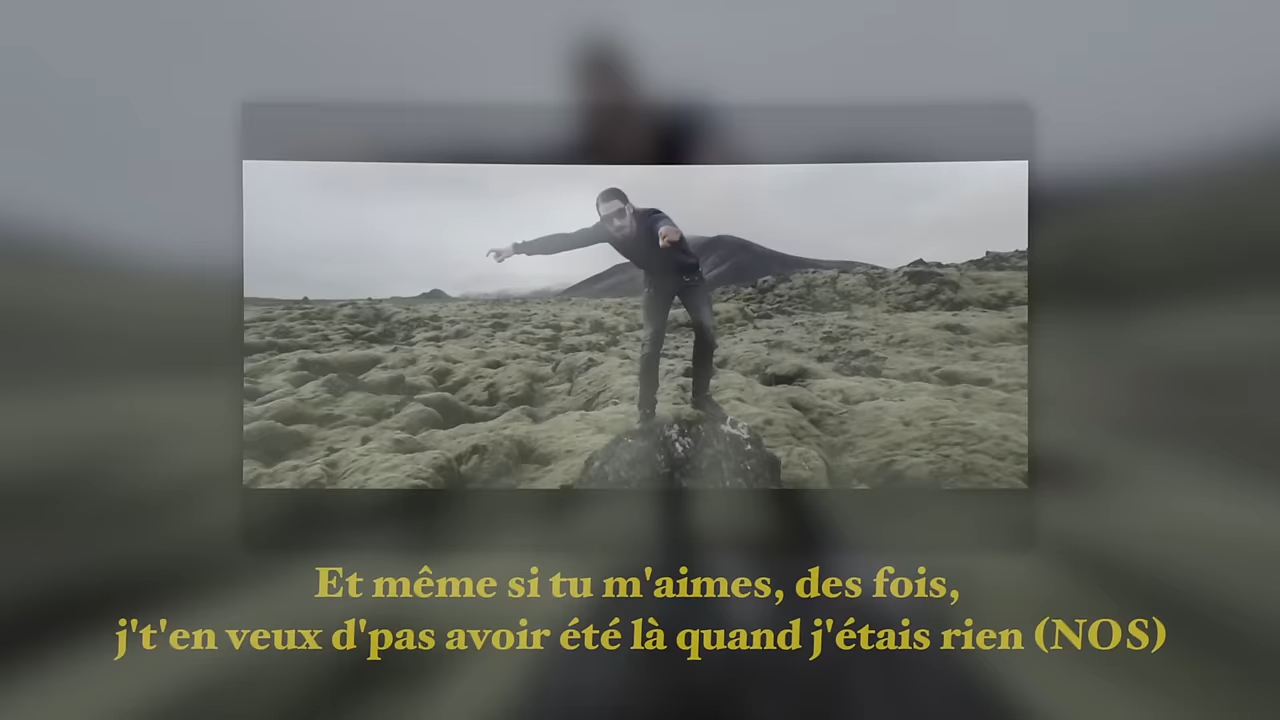 Et même si tu m'aimes, des fois,
j't'en veux d'pas avoir été là quand j'étais rien (NOS)